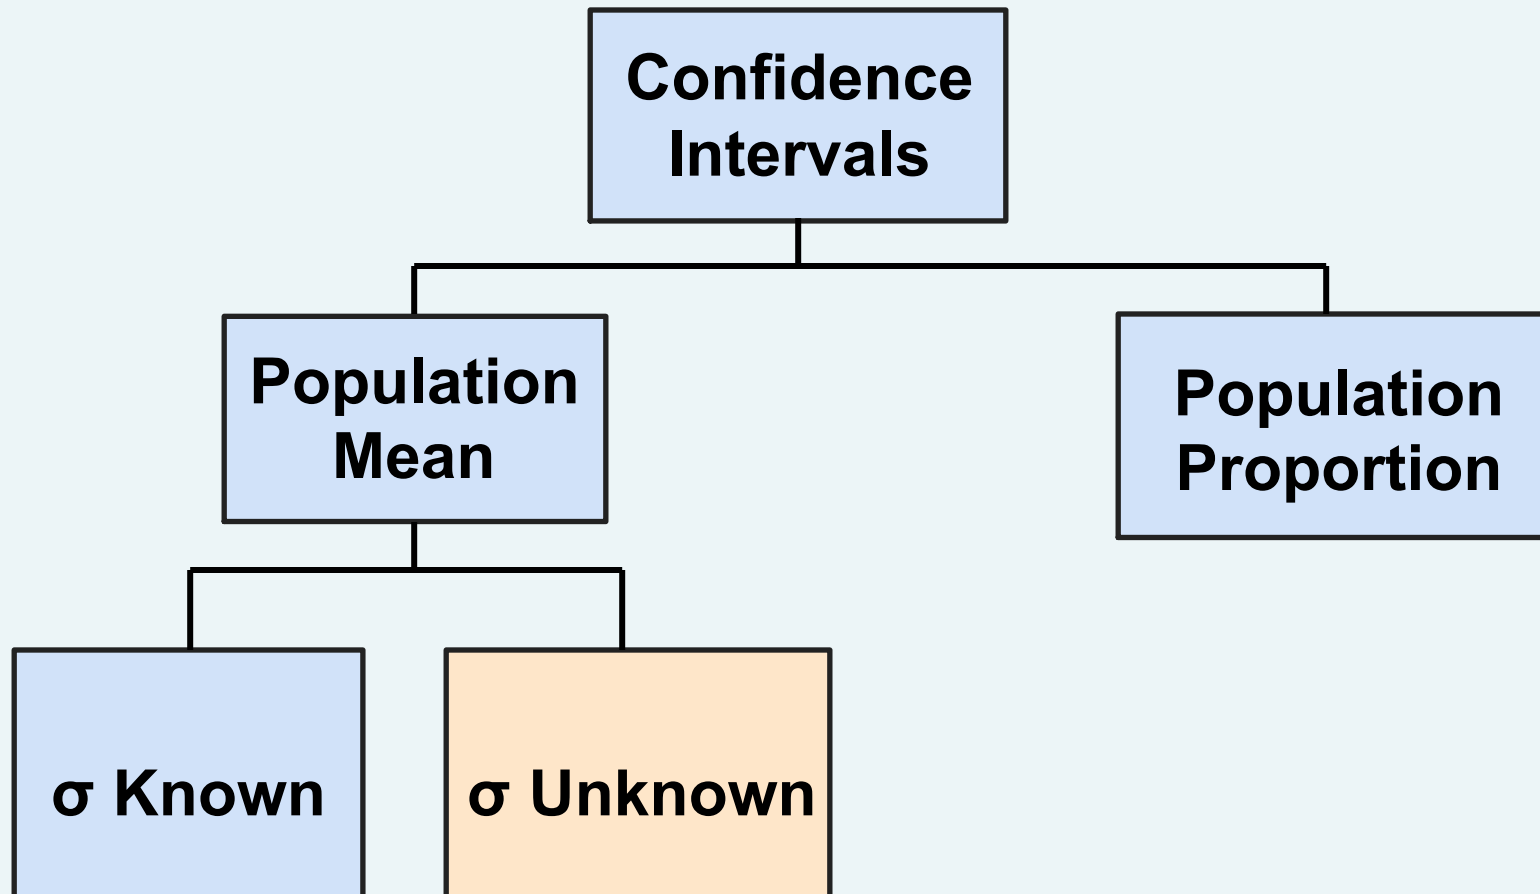 Confidence
Intervals
Population
Mean
Population
Proportion
σ Known
σ Unknown